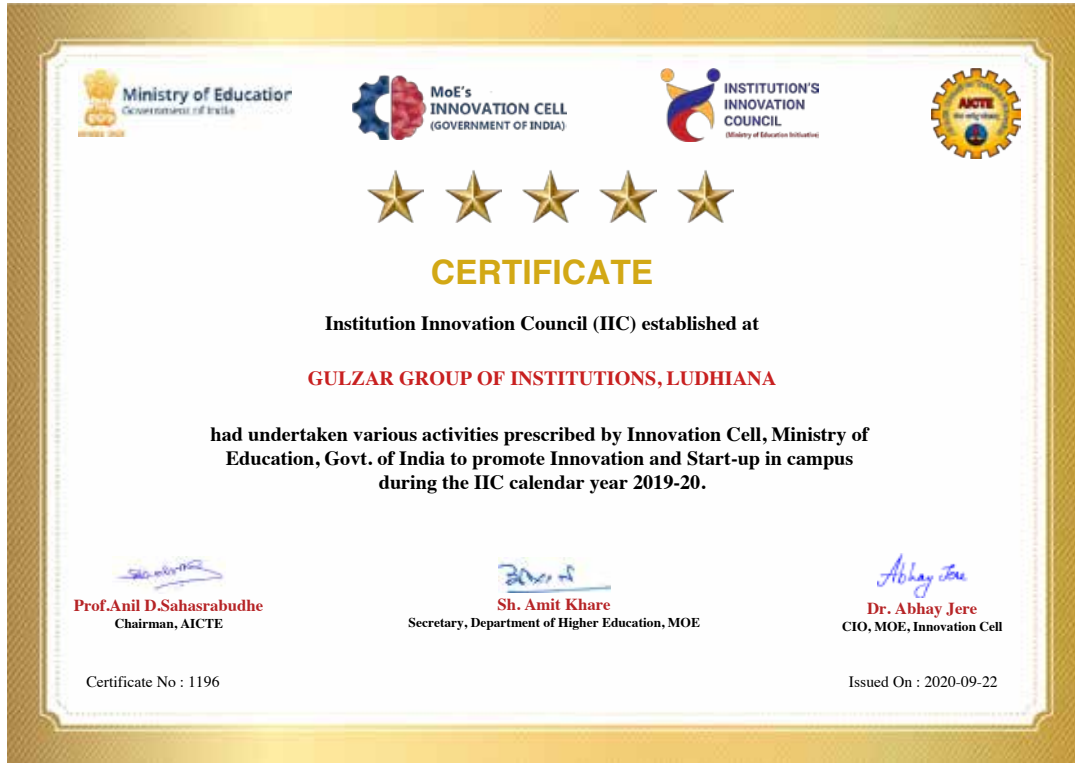 Ministry of Education
Government of India
MoE's
INNOVATION CELL
(GOVERNMENT OF INDIA)
INSTITUTION'S
INNOVATION
COUNCIL
(Ministry of Education Initiative)
AICTE
CERTIFICATE
Institution Innovation Council (IIC) established at
GULZAR GROUP OF INSTITUTIONS, LUDHIANA
had undertaken various activities prescribed by Innovation Cell, Ministry of
Education, Govt. of India to promote Innovation and Start-up in campus
during the IIC calendar year 2019-20.
Abhay Jere
Prof.Anil D.Sahasrabudhe
Chairman, AICTE
Sh. Amit Khare
Secretary, Department of Higher Education, MOE
Dr. Abhay Jere
CIO, MOE, Innovation Cell
Certificate No : 1196
Issued On : 2020-09-22